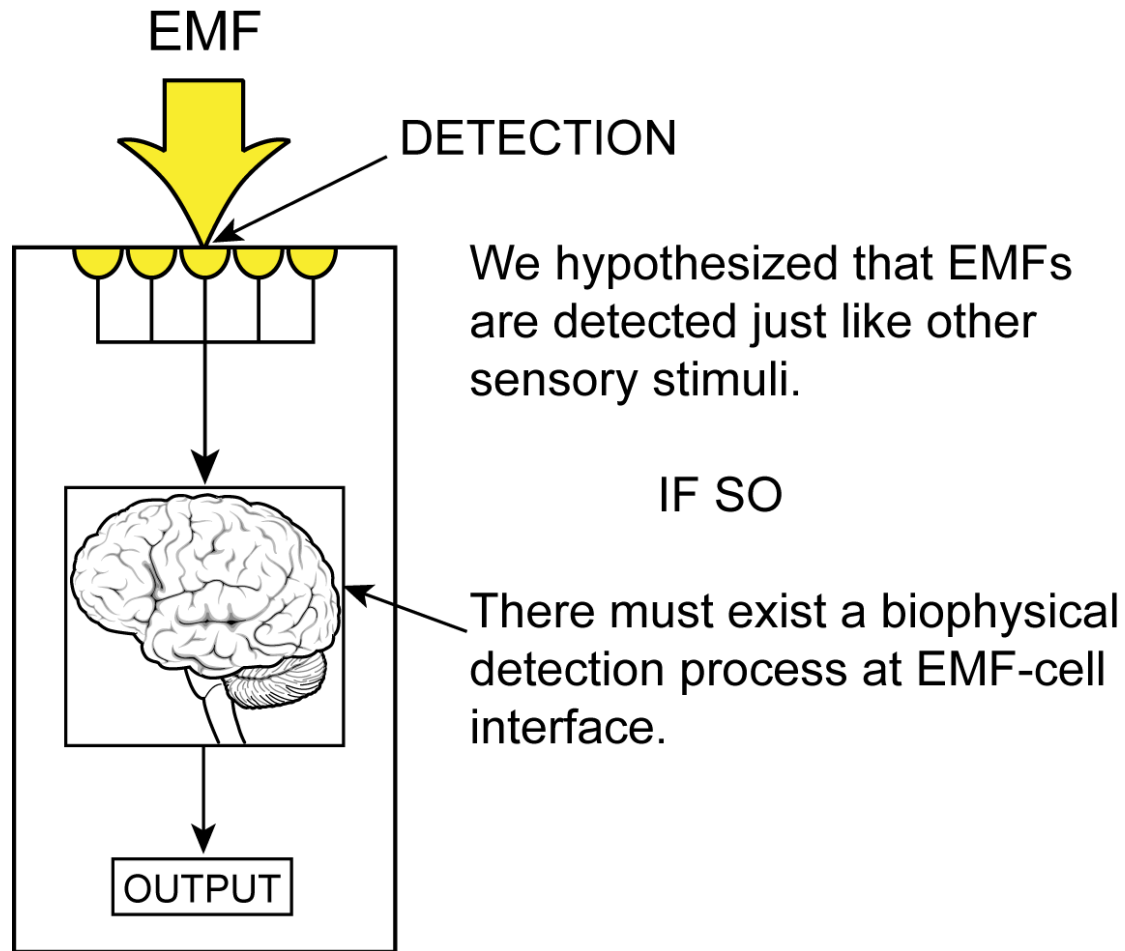 EMF
DETECTION
We hypothesized that EMFs
are detected just like other
sensory stimuli.
IF SO
There must exist a biophysical
detection process at EMF-cell
interface.
OUTPUT